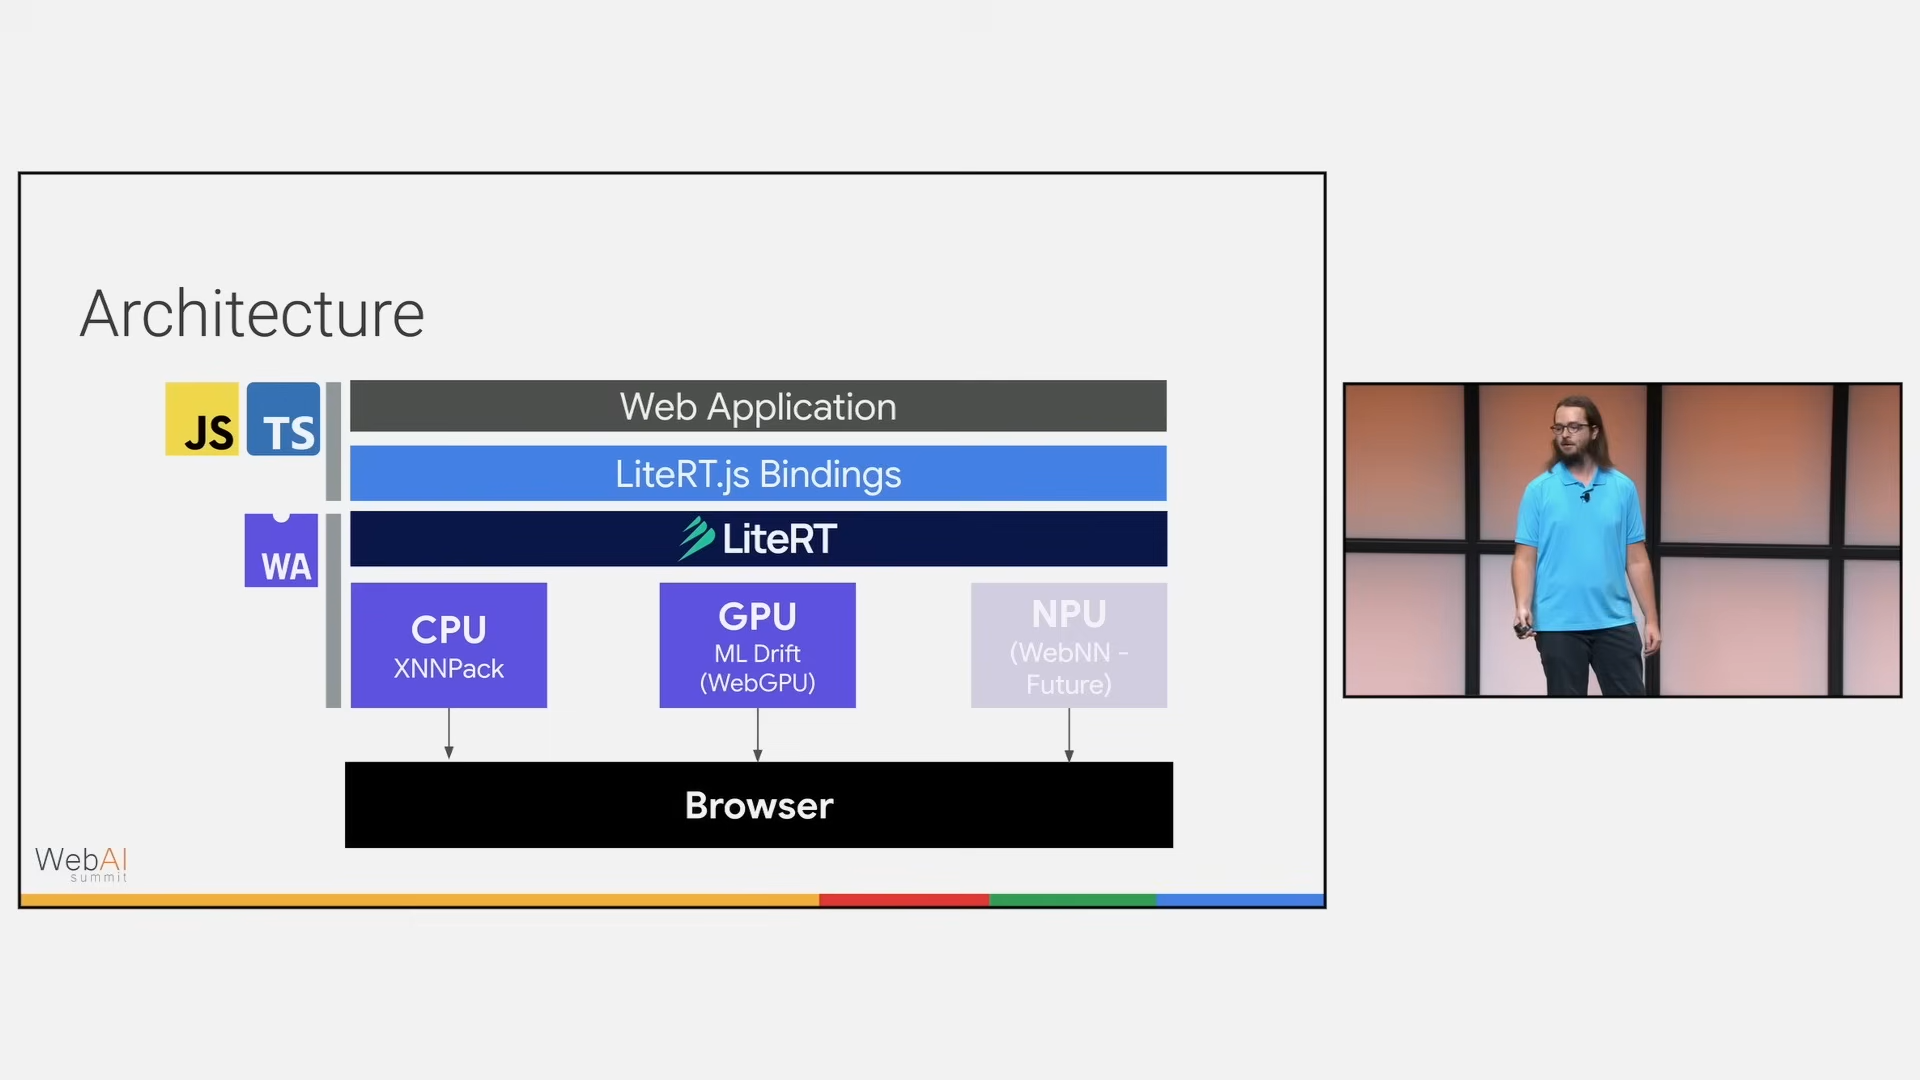 Architecture
JS
TS
Web Application
LiteRT.js Bindings
WA
LiteRT
CPU
XNNPack
GPU
ML Drift
(WebGPU)
NPU
(WebNN -
Future)
Browser
WebAI
summit